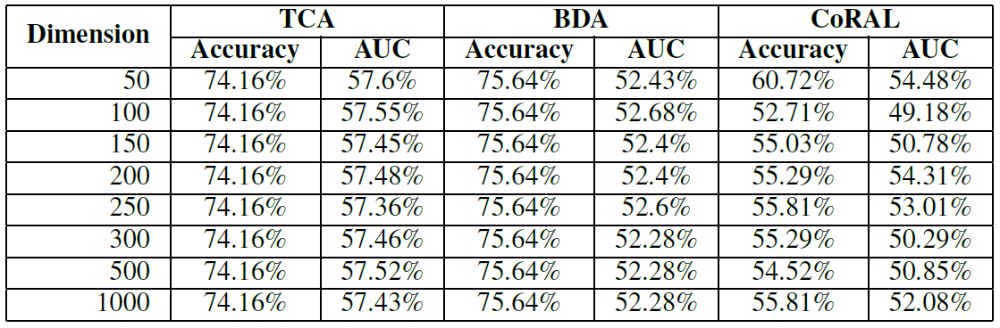 Dimension TCA BDA CoRAL
Accuracy AUC Accuracy AUC Accuracy AUC
50 74.16% 57.6% 75.64% 52.43% 60.72% 54.48%
100 74.16% 57.55% 75.64% 52.68% 52.71% 49.18%
150 74.16% 57.45% 75.64% 52.4% 55.03% 50.78%
200 74.16% 57.48% 75.64% 52.4% 55.29% 54.31%
250 74.16% 57.36% 75.64% 52.6% 55.81% 53.01%
300 74.16% 57.46% 75.64% 52.28% 55.29% 50.29%
500 74.16% 57.52% 75.64% 52.28% 54.52% 50.85%
1000 74.16% 57.43% 75.64% 52.28% 55.81% 52.08%